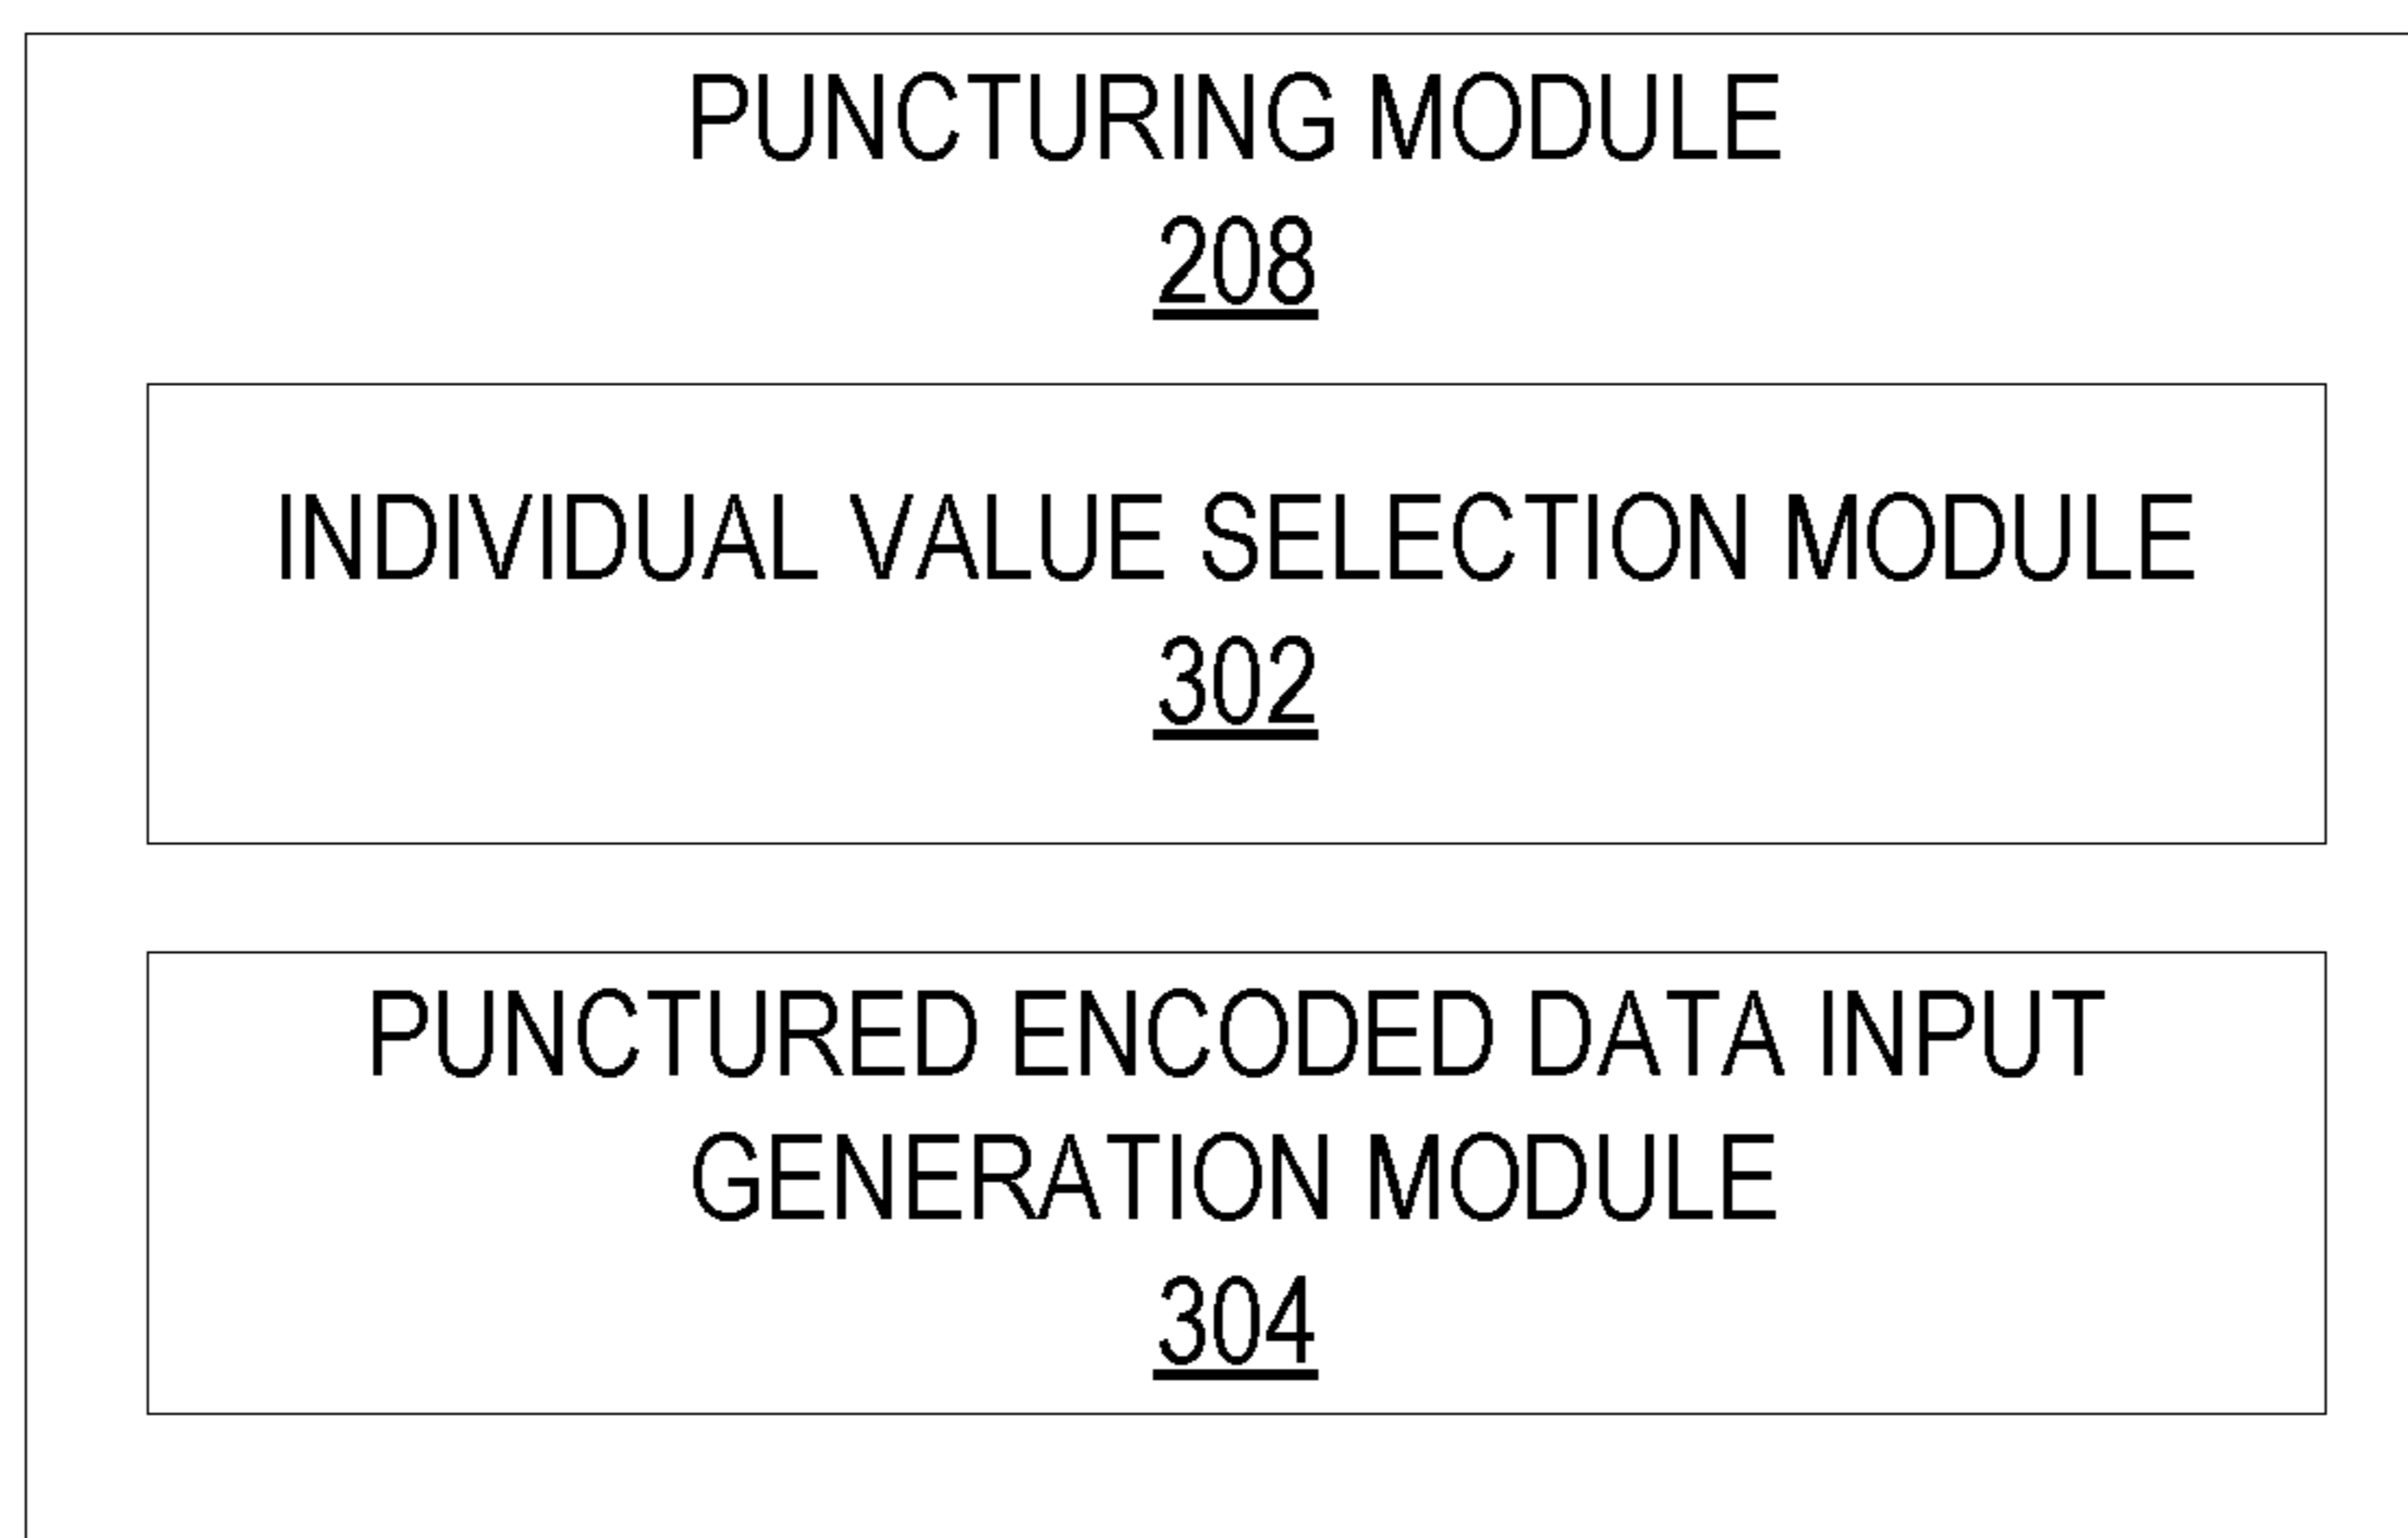 PUNCTURING MODULE
208
INDIVIDUAL VALUE SELECTION MODULE
302
PUNCTURED ENCODED DATA INPUT
GENERATION MODULE
304